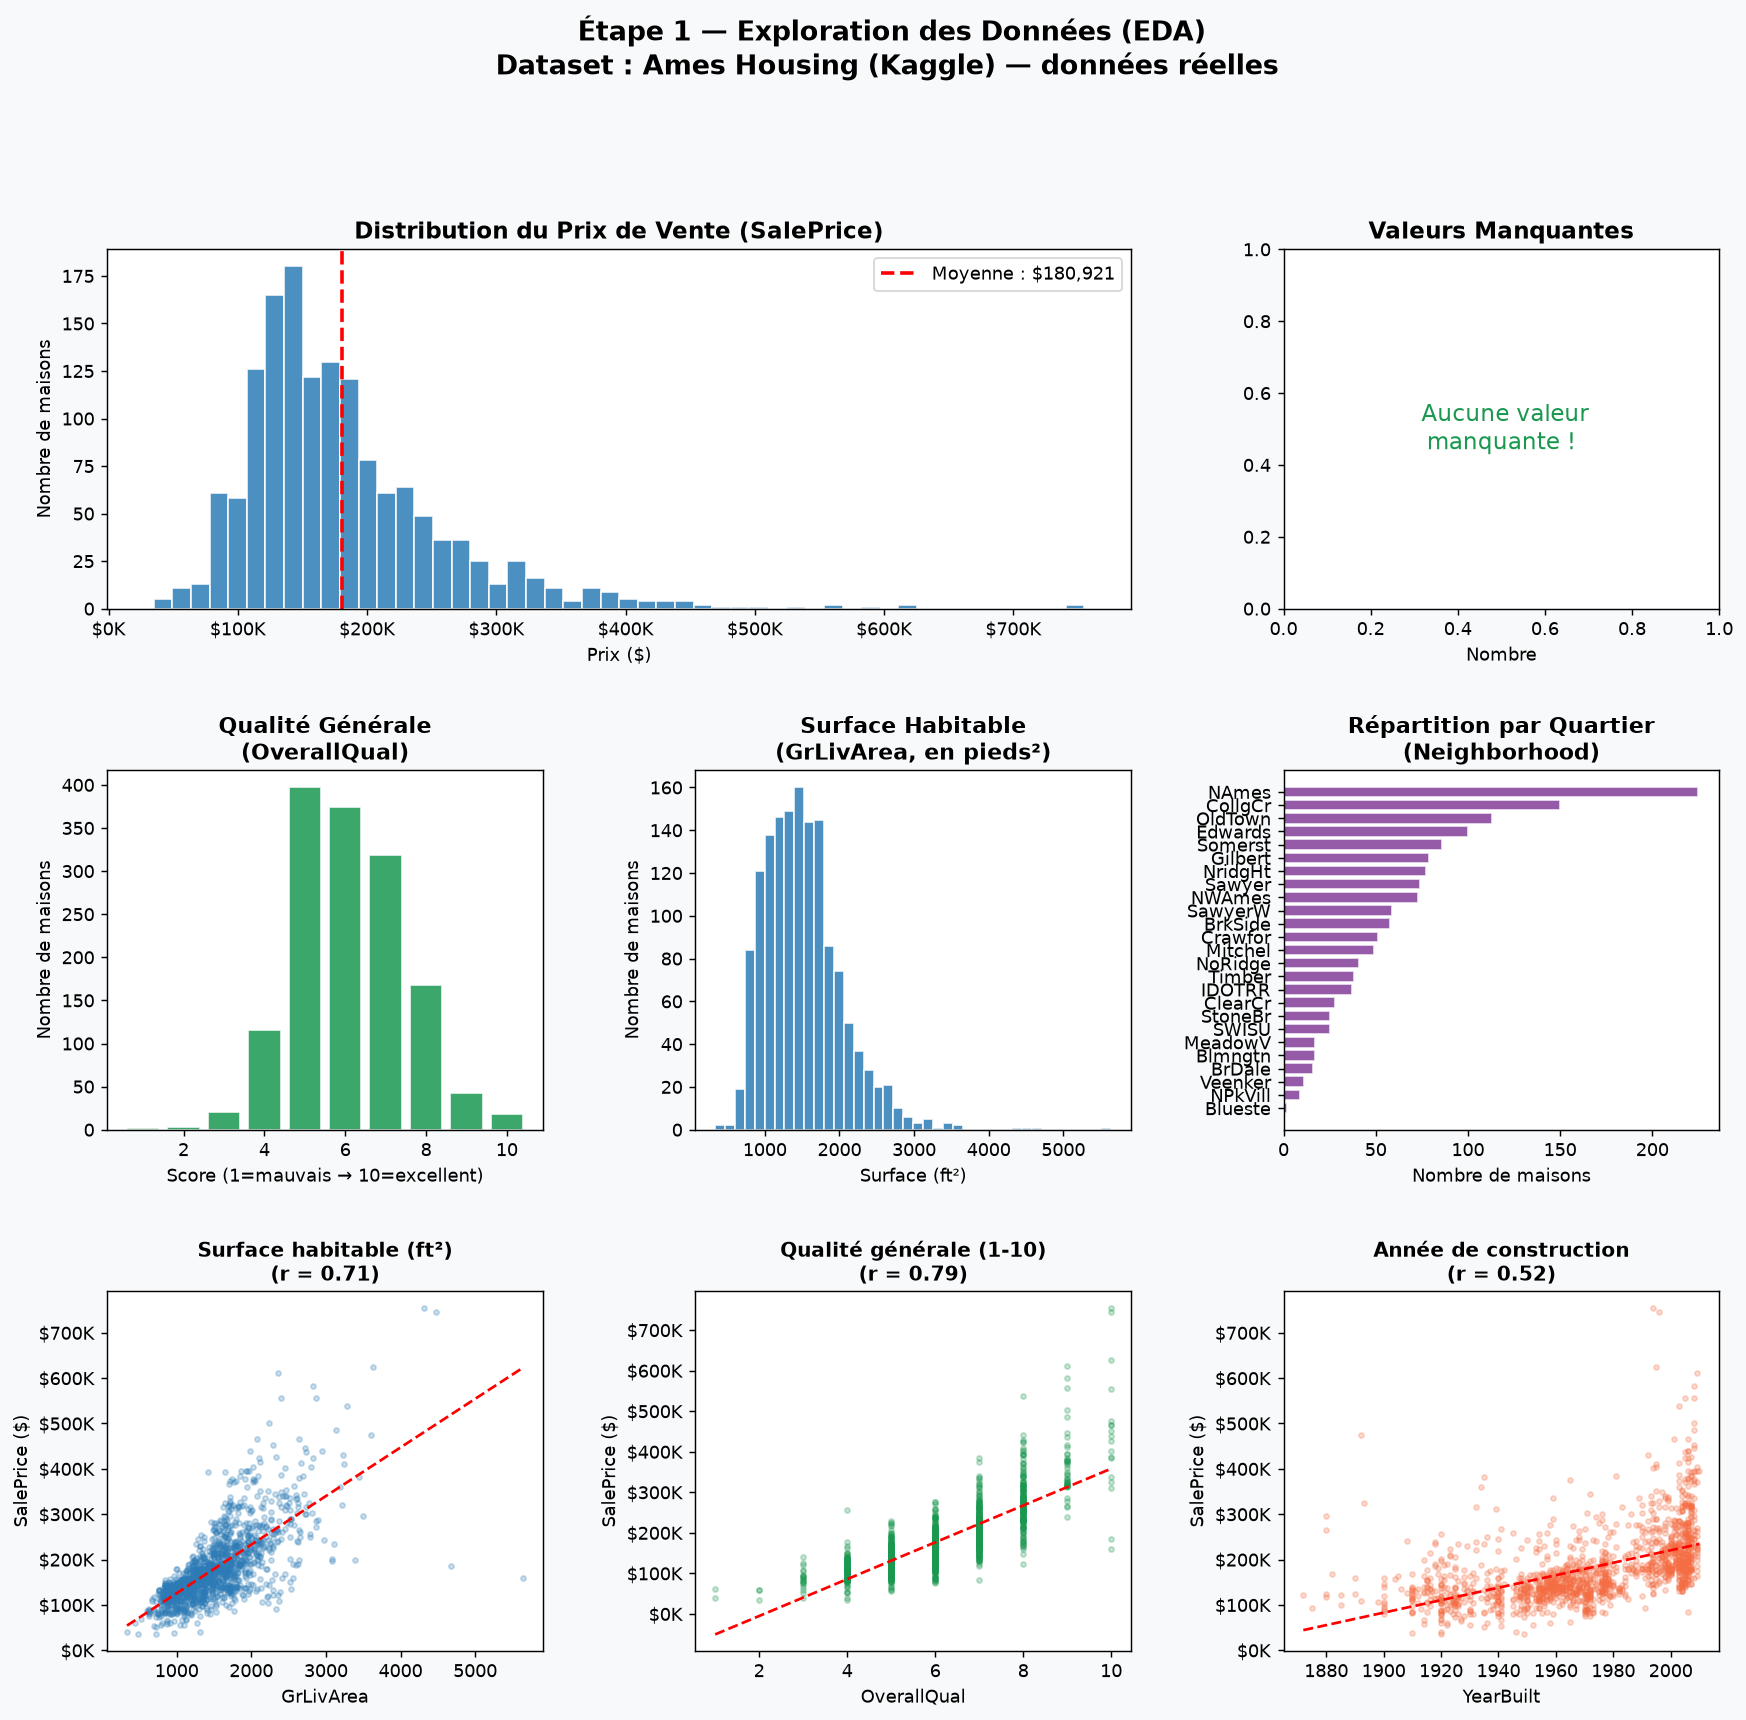 Étape 1 — Exploration des Données (EDA)
Dataset : Ames Housing (Kaggle) — données réelles
Distribution du Prix de Vente (SalePrice)
Moyenne : $180,921
Nombre de maisons
175
150
125
100
75
50
25
0
$0K
$100K
$200K
$300K
$400K
$500K
$600K
$700K
Prix ($)
Valeurs Manquantes
1.0
0.8
0.6
0.4
0.2
0.0
Aucune valeur
manquante !
0.0
0.2
0.4
0.6
0.8
1.0
Nombre
Qualité Générale
(OverallQual)
Nombre de maisons
400
350
300
250
200
150
100
50
0
2
4
6
8
10
Score (1=mauvais → 10=excellent)
Surface Habitable
(GrLivArea, en pieds²)
Nombre de maisons
160
140
120
100
80
60
40
20
0
1000
2000
3000
4000
5000
Surface (ft²)
Répartition par Quartier
(Neighborhood)
NAmes
CollgCr
OldTown
Edwards
Somerst
Gilbert
NridgHt
Sawyer
NWAmes
SawyerW
BrkSide
Crawfor
Mitchel
NoRidge
Timber
IDOTRR
ClearCr
StoneBr
SWISU
MeadowV
Blmngtn
BrDale
Veenker
NPkVill
Blueste
0
50
100
150
200
Nombre de maisons
Surface habitable (ft²)
(r = 0.71)
SalePrice ($)
$700K
$600K
$500K
$400K
$300K
$200K
$100K
$0K
1000
2000
3000
4000
5000
GrLivArea
Qualité générale (1-10)
(r = 0.79)
SalePrice ($)
$700K
$600K
$500K
$400K
$300K
$200K
$100K
$0K
2
4
6
8
10
OverallQual
Année de construction
(r = 0.52)
SalePrice ($)
$700K
$600K
$500K
$400K
$300K
$200K
$100K
$0K
1880
1900
1920
1940
1960
1980
2000
YearBuilt